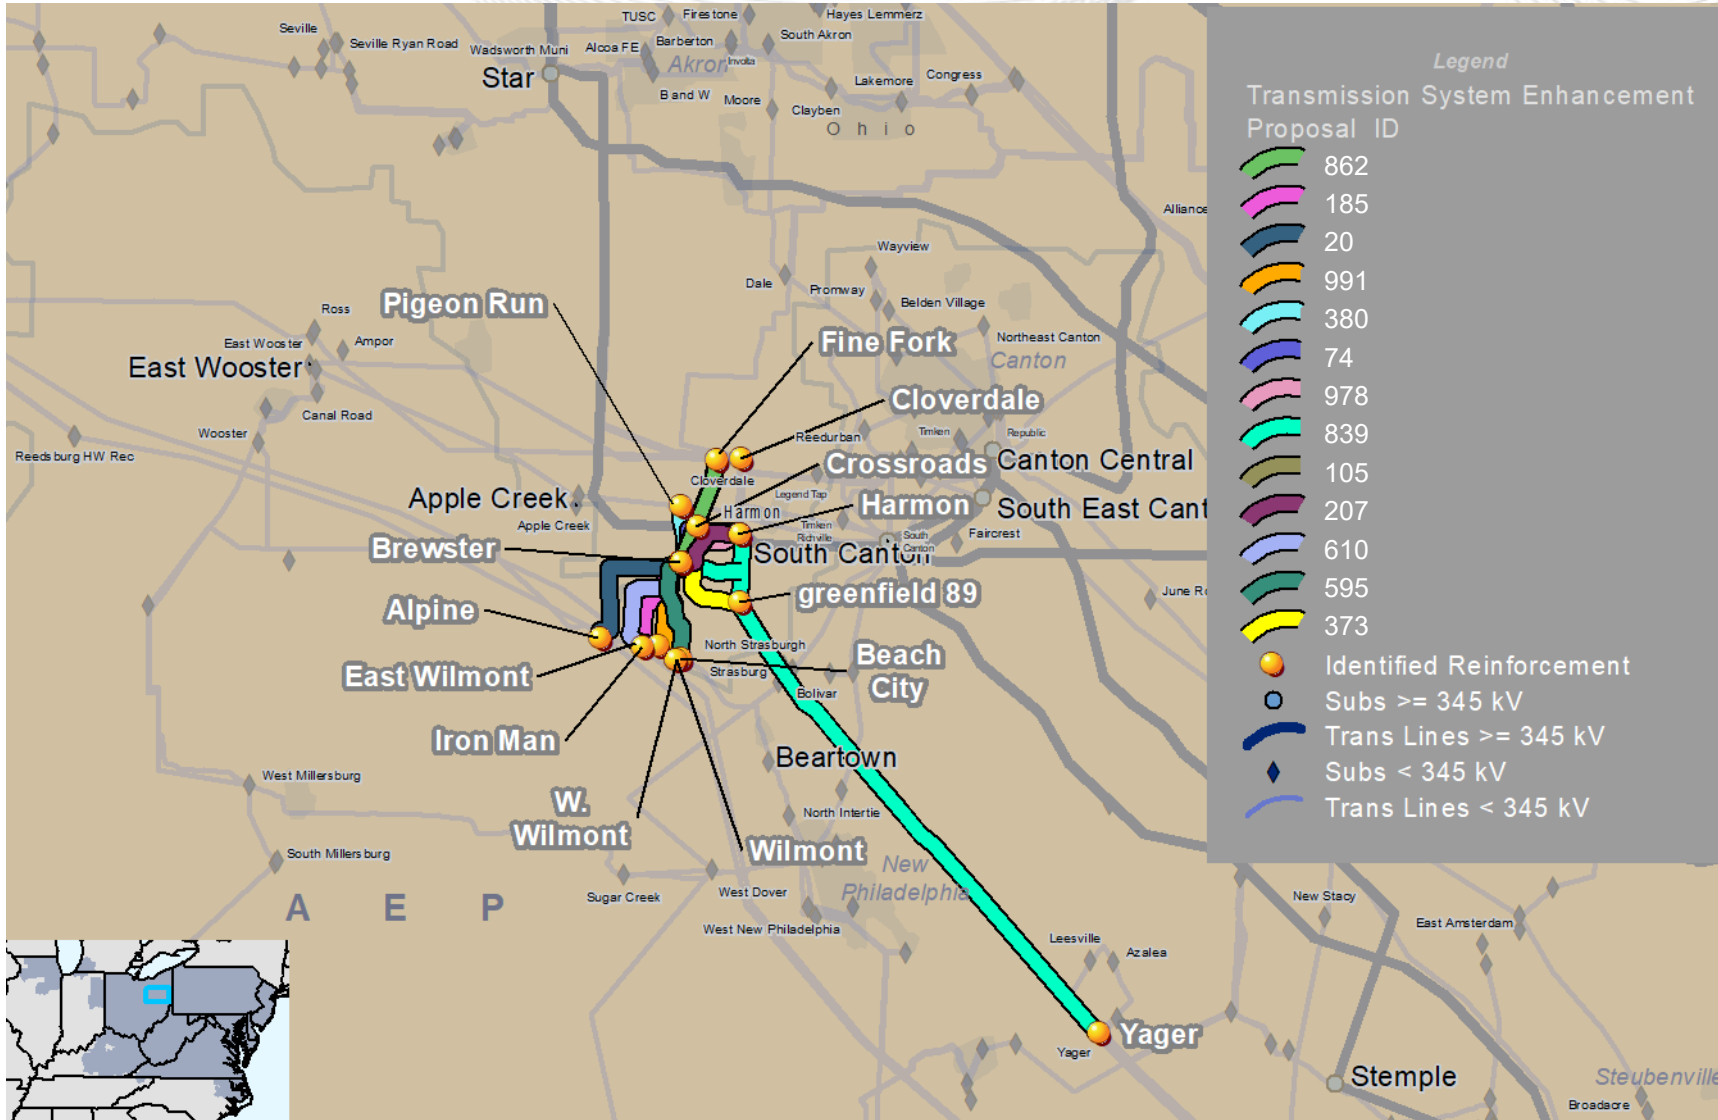 TUSC
Firestone
Hayes Lemmerz
Seville
Seville Ryan Road
Wadsworth Muni
Alcoa FE
Barberton
South Akron
Akron
Involta
Star
B and W
Moore
Lakemore
Congress
Clayben
Ohio
Alliance
Wayview
Dale
Promway
Belden Village
Pigeon Run
Ross
East Wooster
Ampor
East Wooster
Fine Fork
Northeast Canton
Canton
Canal Road
Cloverdale
Wooster
Reedsburg HW Rec
Reedurban
Timken
Republic
Crossroads
Canton Central
Cloverdale
Apple Creek
Legend Tap
Harmon
Harmon
South East Cant
Apple Creek
Timken
Richville
South
Canton
Faircrest
Brewster
South Canton
Alpine
greenfield 89
June R
North Strasburgh
Strasburg
Beach
City
East Wilmont
Bolivar
Iron Man
Beartown
West Millersburg
W.
Wilmont
North Intertie
Wilmont
South Millersburg
New
Philadelphia
Sugar Creek
West Dover
West New Philadelphia
A E P
New Stacy
East Amsterdam
Leesville
Azalea
Yager
Yager
Stemple
Steubenville
Broadacre
Legend
Transmission System Enhancement
Proposal ID
862
185
20
991
380
74
978
839
105
207
610
595
373
Identified Reinforcement
Subs >= 345 kV
Trans Lines >= 345 kV
Subs < 345 kV
Trans Lines < 345 kV